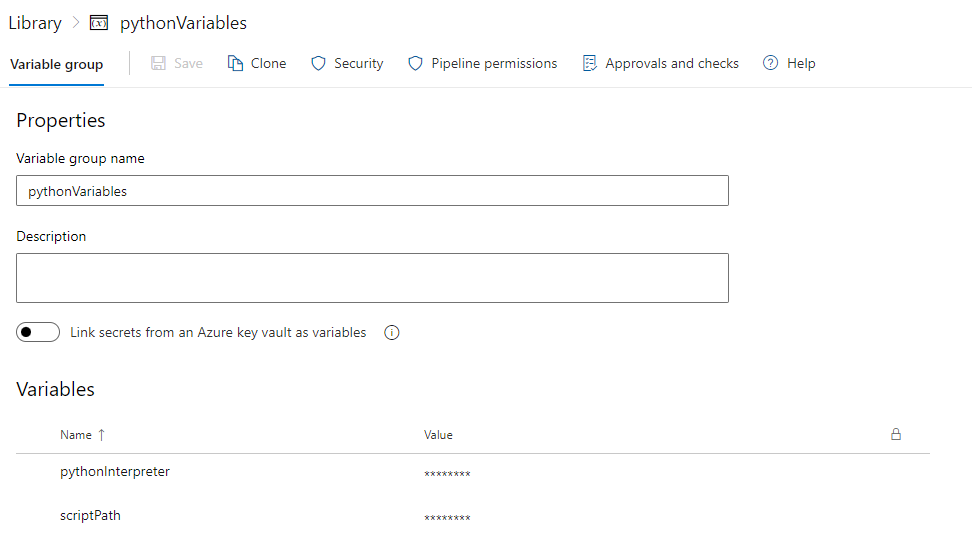 Library > (x) pythonVariables
Variable group Save Clone Security Pipeline permissions Approvals and checks ? Help
Properties
Variable group name
pythonVariables
Description
Link secrets from an Azure key vault as variables i
Variables
Name ↑ Value
pythonInterpreter ********
scriptPath ********